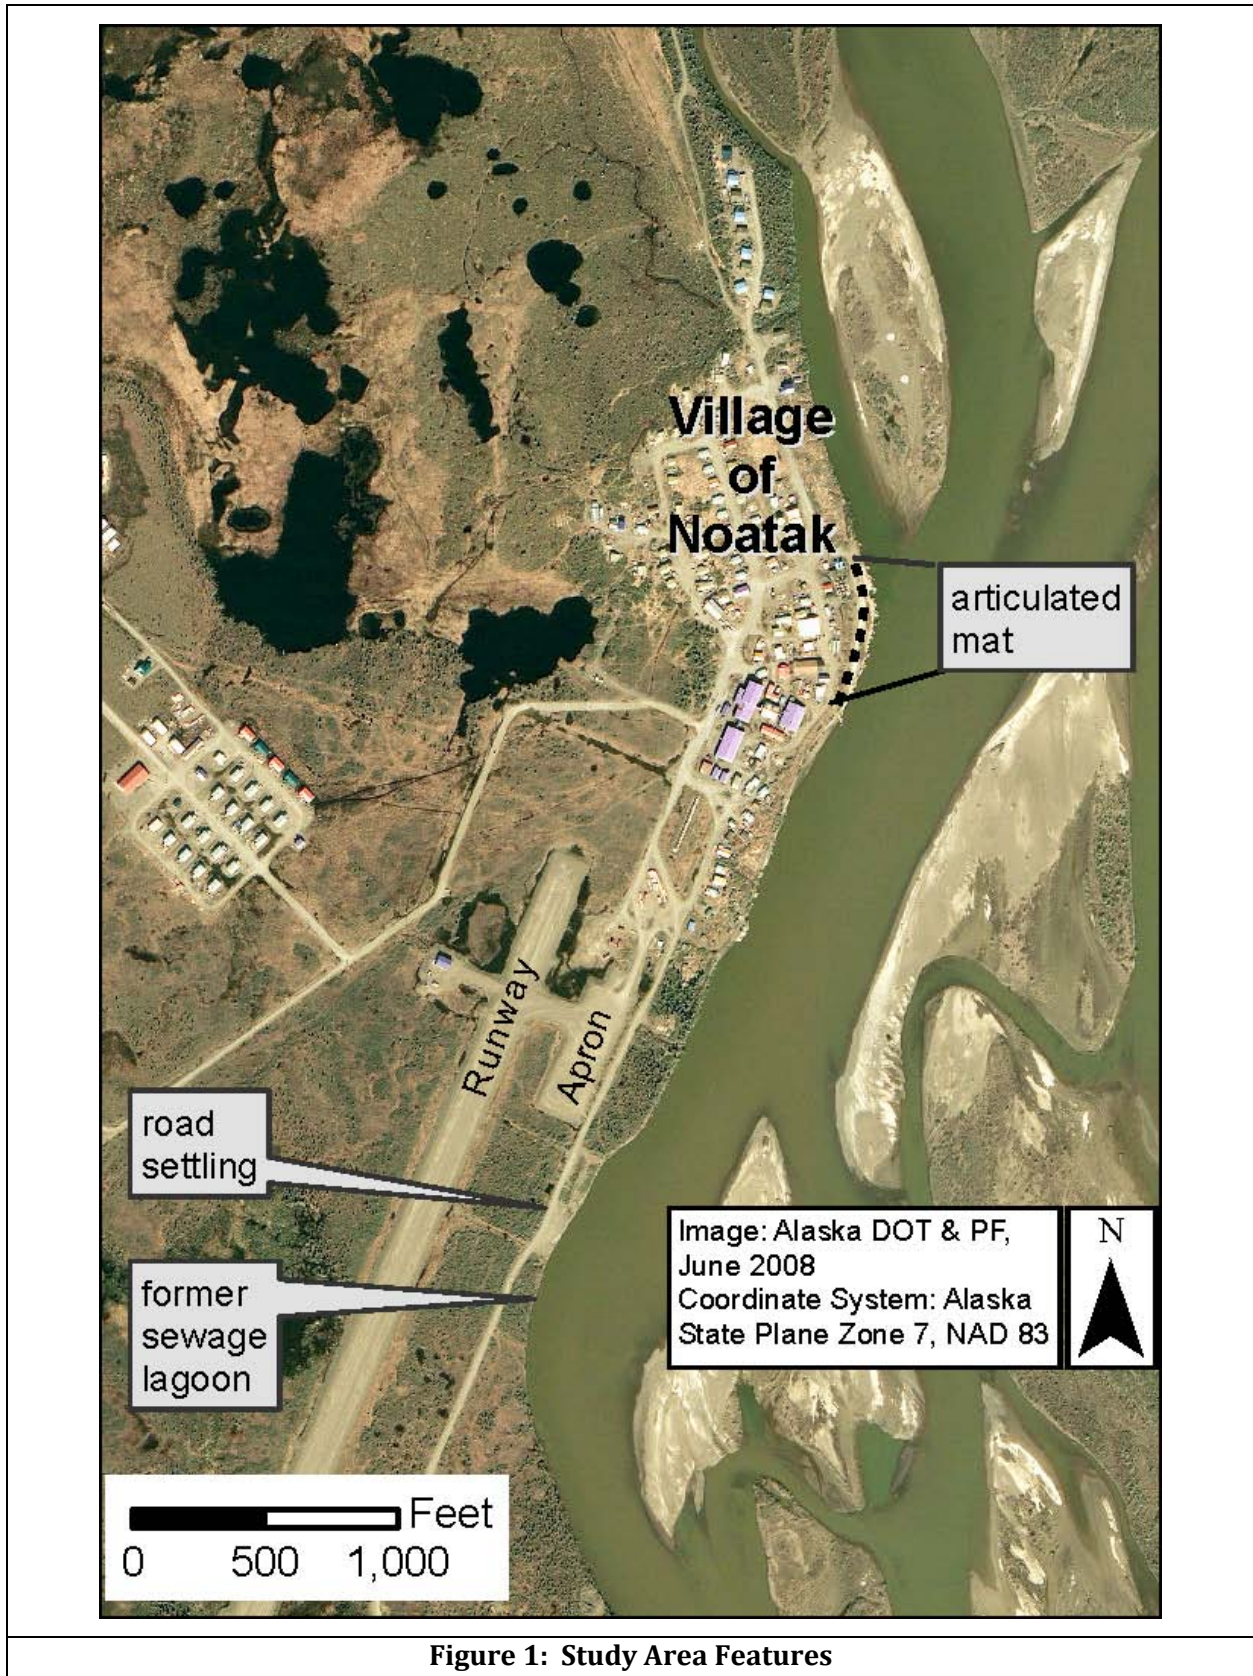 Village
of
Noatak
articulated
mat
Runway
Apron
road
settling
former
sewage
lagoon
Image: Alaska DOT & PF,
June 2008
Coordinate System: Alaska
State Plane Zone 7, NAD 83
N
Feet
0 500 1,000
Figure 1: Study Area Features